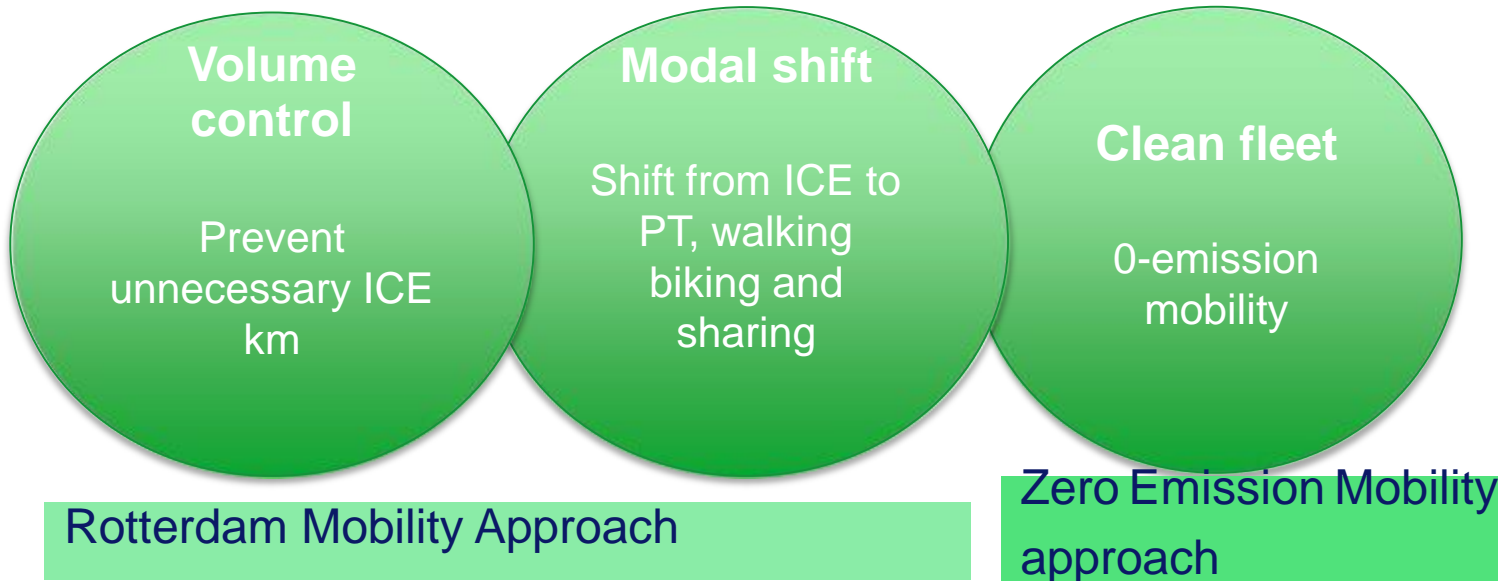 Volume
control
Prevent
unnecessary ICE
km
Modal shift
Shift from ICE to
PT, walking
biking and
sharing
Clean fleet
0-emission
mobility
Rotterdam Mobility Approach
Zero Emission Mobility
approach